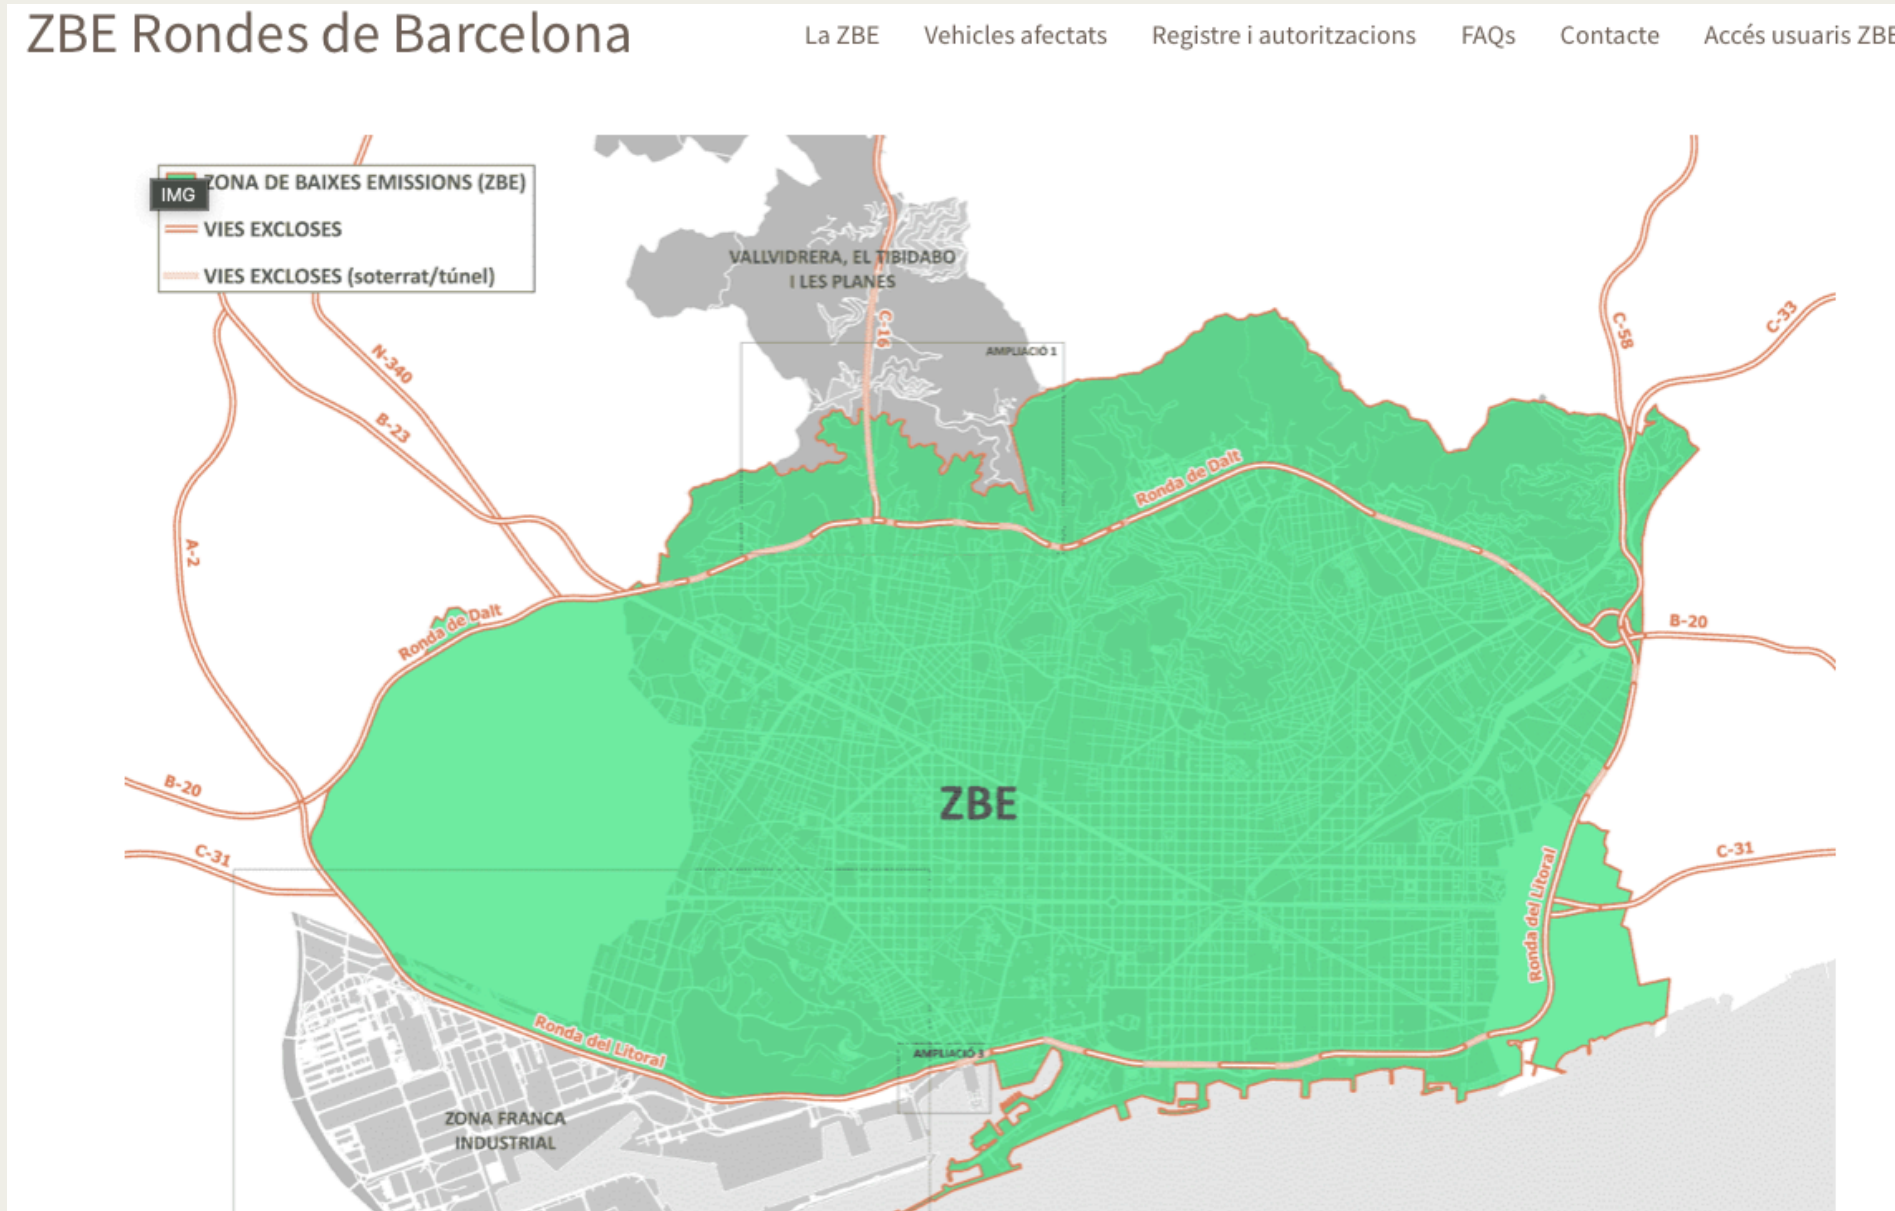 ZBE Rondes de Barcelona
La ZBE
Vehicles afectats
Registre i autoritzacions
FAQs
Contacte
Accés usuaris ZBE
ZONA DE BAIXES EMISSIONS (ZBE)
IMG
VIES EXCLOSES
VIES EXCLOSES (soterrat/túnel)
VALLVIDRERA, EL TIBIDABO
I LES PLANES
C-16
AMPLIACIÓ 1
N-340
B-23
C-58
C-33
Ronda de Dalt
A-2
Ronda de Dalt
B-20
B-20
ZBE
C-31
C-31
Ronda del Litoral
Ronda del Litoral
AMPLIACIÓ 3
ZONA FRANCA
INDUSTRIAL